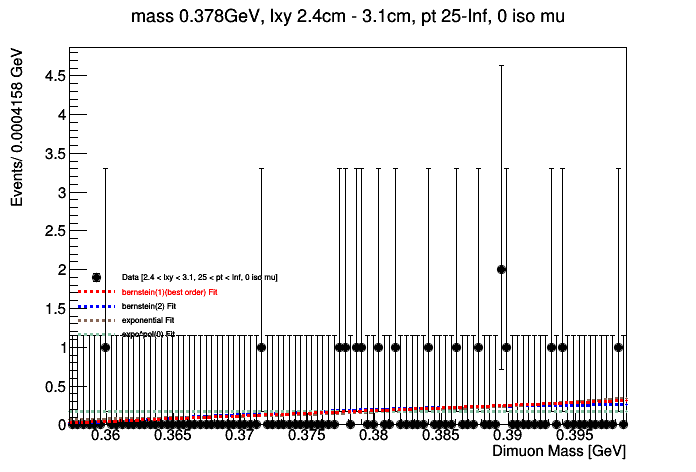 mass 0.378GeV, lxy 2.4cm - 3.1cm, pt 25-Inf, 0 iso mu
Events/ 0.0004158 GeV
4.5
4
3.5
3
2.5
2
1.5
1
0.5
0
Data [2.4 < lxy < 3.1, 25 < pt < Inf, 0 iso mu]
bernstein(1)(best order) Fit
bernstein(2) Fit
exponential Fit
expo*pol(0) Fit
0.36 0.365 0.37 0.375 0.38 0.385 0.39 0.395
Dimuon Mass [GeV]